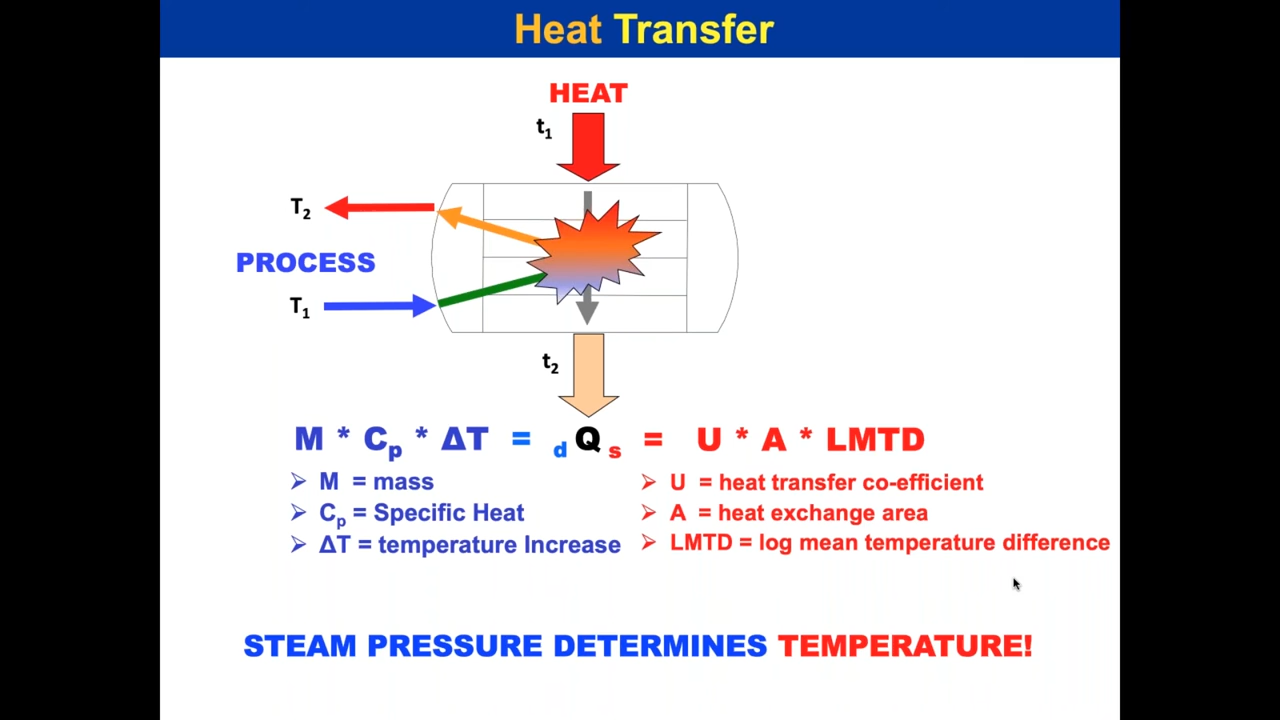 Heat Transfer
HEAT
t₁
T₂
PROCESS
T₁
t₂
M * Cₚ * ΔT = d Q s = U * A * LMTD
➢ M = mass
➢ Cₚ = Specific Heat
➢ ΔT = temperature Increase
➢ U = heat transfer co-efficient
➢ A = heat exchange area
➢ LMTD = log mean temperature difference
STEAM PRESSURE DETERMINES TEMPERATURE!